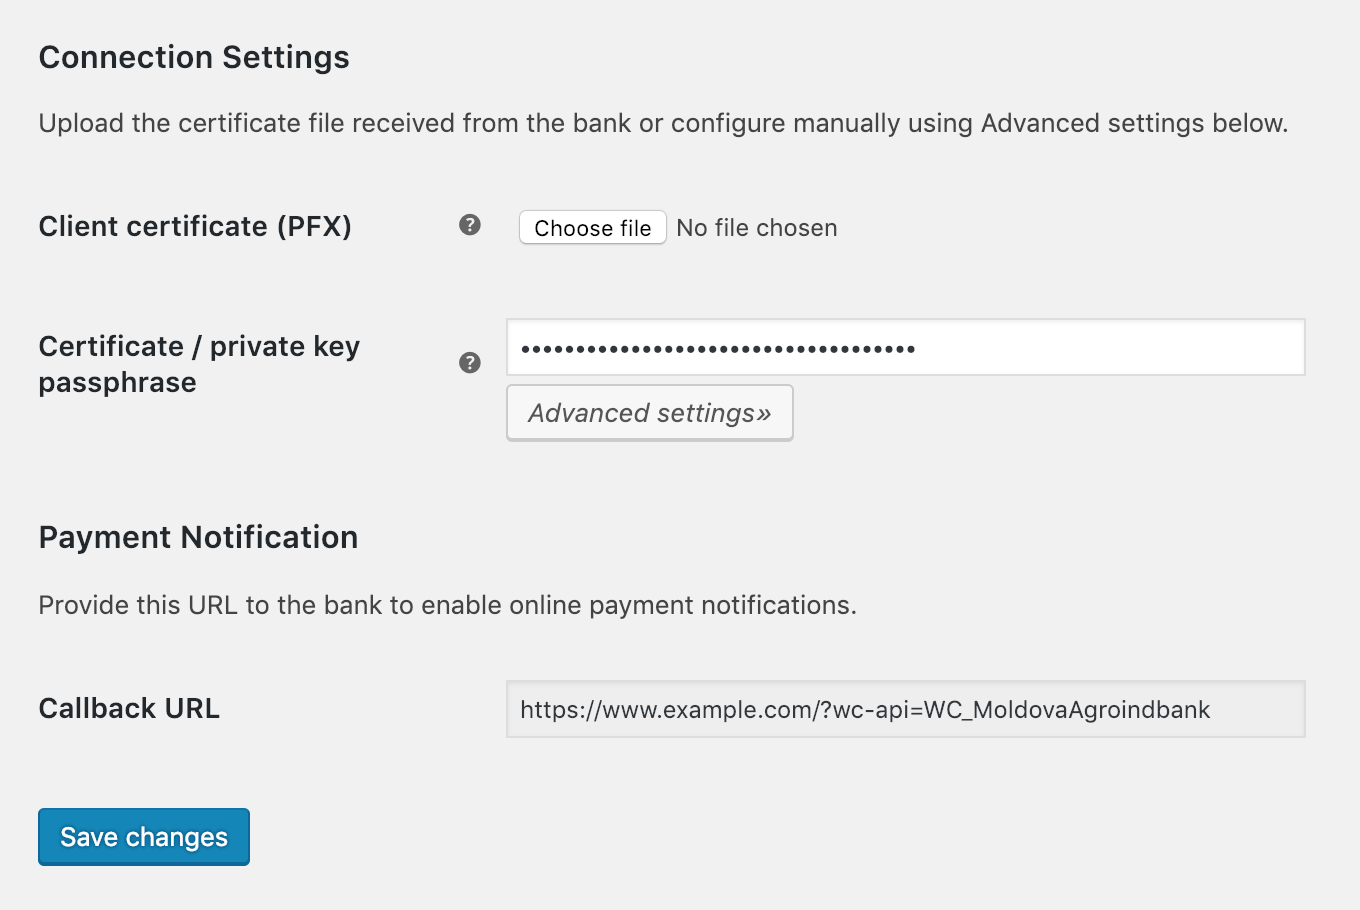 Connection Settings
Upload the certificate file received from the bank or configure manually using Advanced settings below.
Client certificate (PFX) ? Choose file No file chosen
Certificate / private key
passphrase ? ••••••••••••••••••••••••••••••••••••
Advanced settings»
Payment Notification
Provide this URL to the bank to enable online payment notifications.
Callback URL https://www.example.com/?wc-api=WC_MoldovaAgroindbank
Save changes